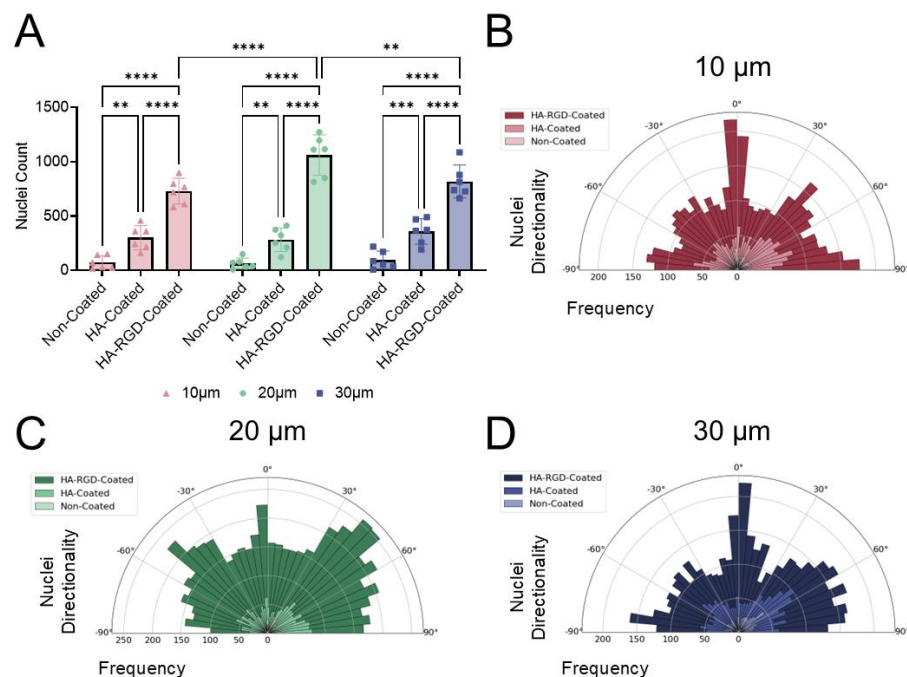 A
****
**
****
****
****
** ****
** ****
*** ****
1500
1000
500
0
Nuclei Count
Non-Coated
HA-Coated
HA-RGD-Coated
Non-Coated
HA-Coated
HA-RGD-Coated
Non-Coated
HA-Coated
HA-RGD-Coated
10µm
20µm
30µm
B
10 µm
HA-RGD-Coated
HA-Coated
Non-Coated
0°
-30°
30°
-60°
60°
-90°
90°
200 150 100 50 0
Nuclei
Directionality
Frequency
C
20 µm
HA-RGD-Coated
HA-Coated
Non-Coated
0°
-30°
30°
-60°
60°
-90°
90°
250 200 150 100 50 0
Nuclei
Directionality
Frequency
D
30 µm
HA-RGD-Coated
HA-Coated
Non-Coated
0°
-30°
30°
-60°
60°
-90°
90°
200 150 100 50 0
Nuclei
Directionality
Frequency